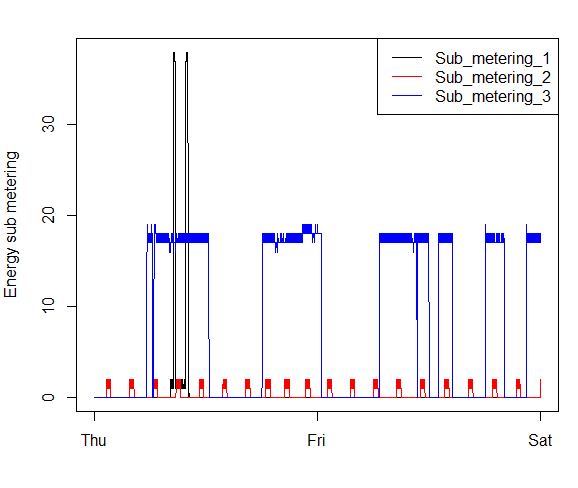 Sub_metering_1
Sub_metering_2
Sub_metering_3
Energy sub metering
30
20
10
0
Thu Fri Sat